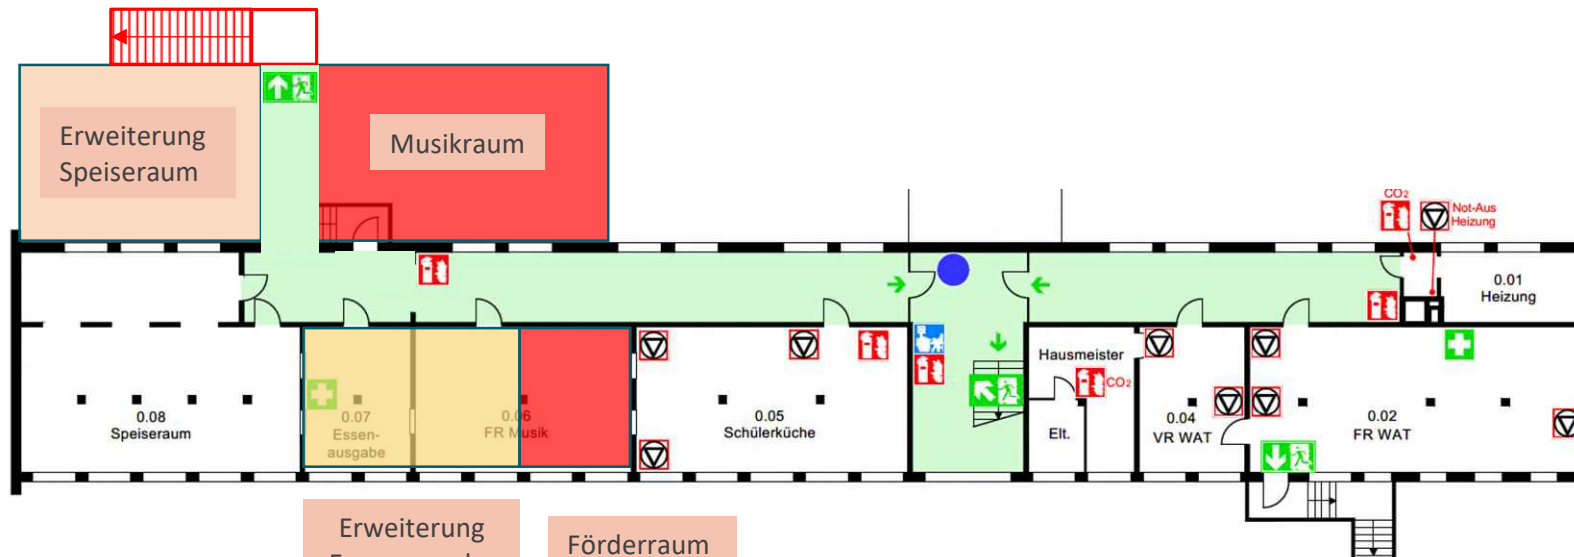 Erweiterung
Speiseraum
Musikraum
CO2
Not-Aus
Heizung
0.01
Heizung
Hausmeister
CO2
0.08
Speiseraum
0.07
Essen-
ausgabe
0.06
FR Musik
0.05
Schülerküche
Elt.
0.04
VR WAT
0.02
FR WAT
Erweiterung
Förderraum